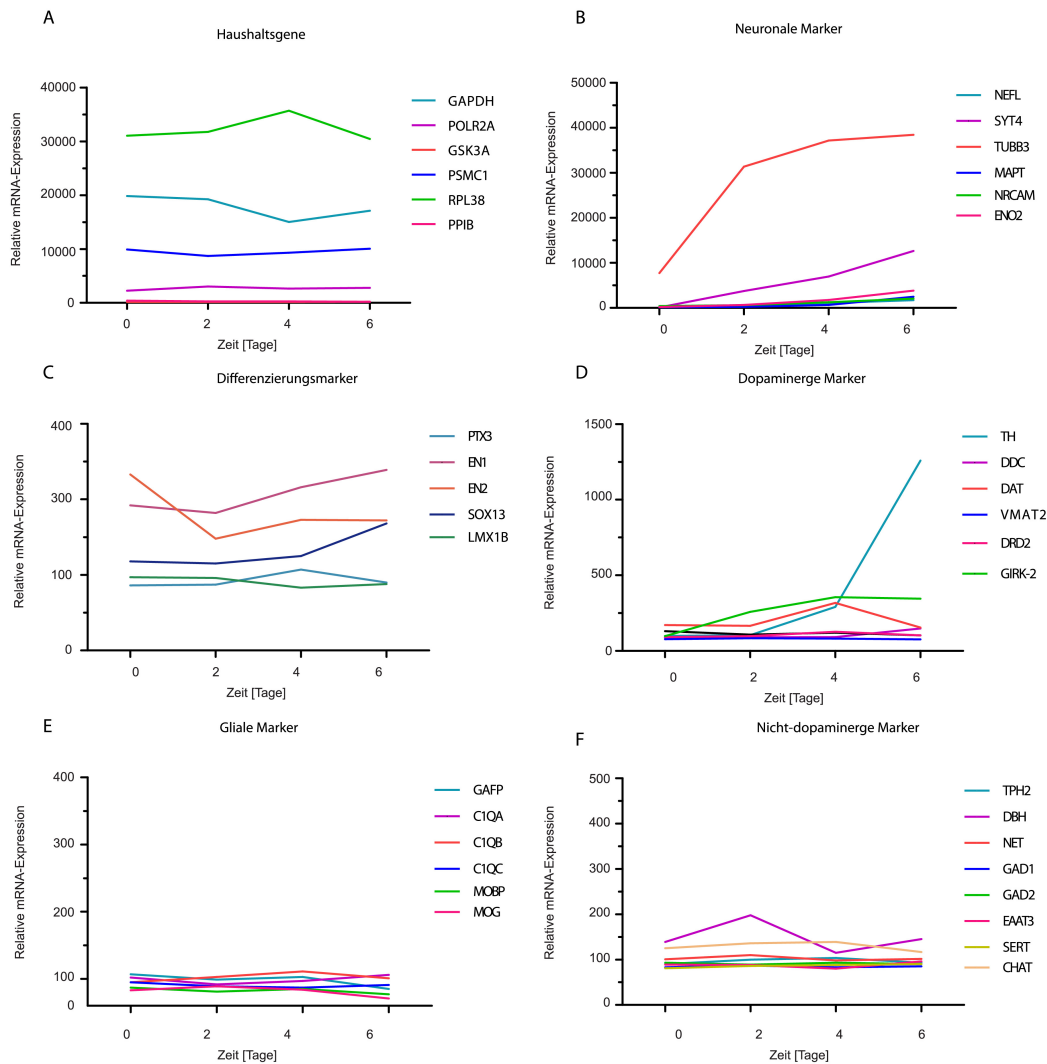 A
Haushaltsgene
Relative mRNA-Expression
40000
30000
20000
10000
0
0 2 4 6
Zeit [Tage]
GAPDH
POLR2A
GSK3A
PSMC1
RPL38
PPIB
B
Neuronale Marker
Relative mRNA-Expression
50000
40000
30000
20000
10000
0
0 2 4 6
Zeit [Tage]
NEFL
SYT4
TUBB3
MAPT
NRCAM
ENO2
C
Differenzierungsmarker
Relative mRNA-Expression
400
300
100
0
0 2 4 6
Zeit [Tage]
PTX3
EN1
EN2
SOX13
LMX1B
D
Dopaminerge Marker
Relative mRNA-Expression
1500
1000
500
0
0 2 4 6
Zeit [Tage]
TH
DDC
DAT
VMAT2
DRD2
GIRK-2
E
Gliale Marker
Relative mRNA-Expression
400
300
200
100
0
0 2 4 6
Zeit [Tage]
GAFP
C1QA
C1QB
C1QC
MOBP
MOG
F
Nicht-dopaminerge Marker
Relative mRNA-Expression
500
400
300
200
100
0
0 2 4 6
Zeit [Tage]
TPH2
DBH
NET
GAD1
GAD2
EAAT3
SERT
CHAT